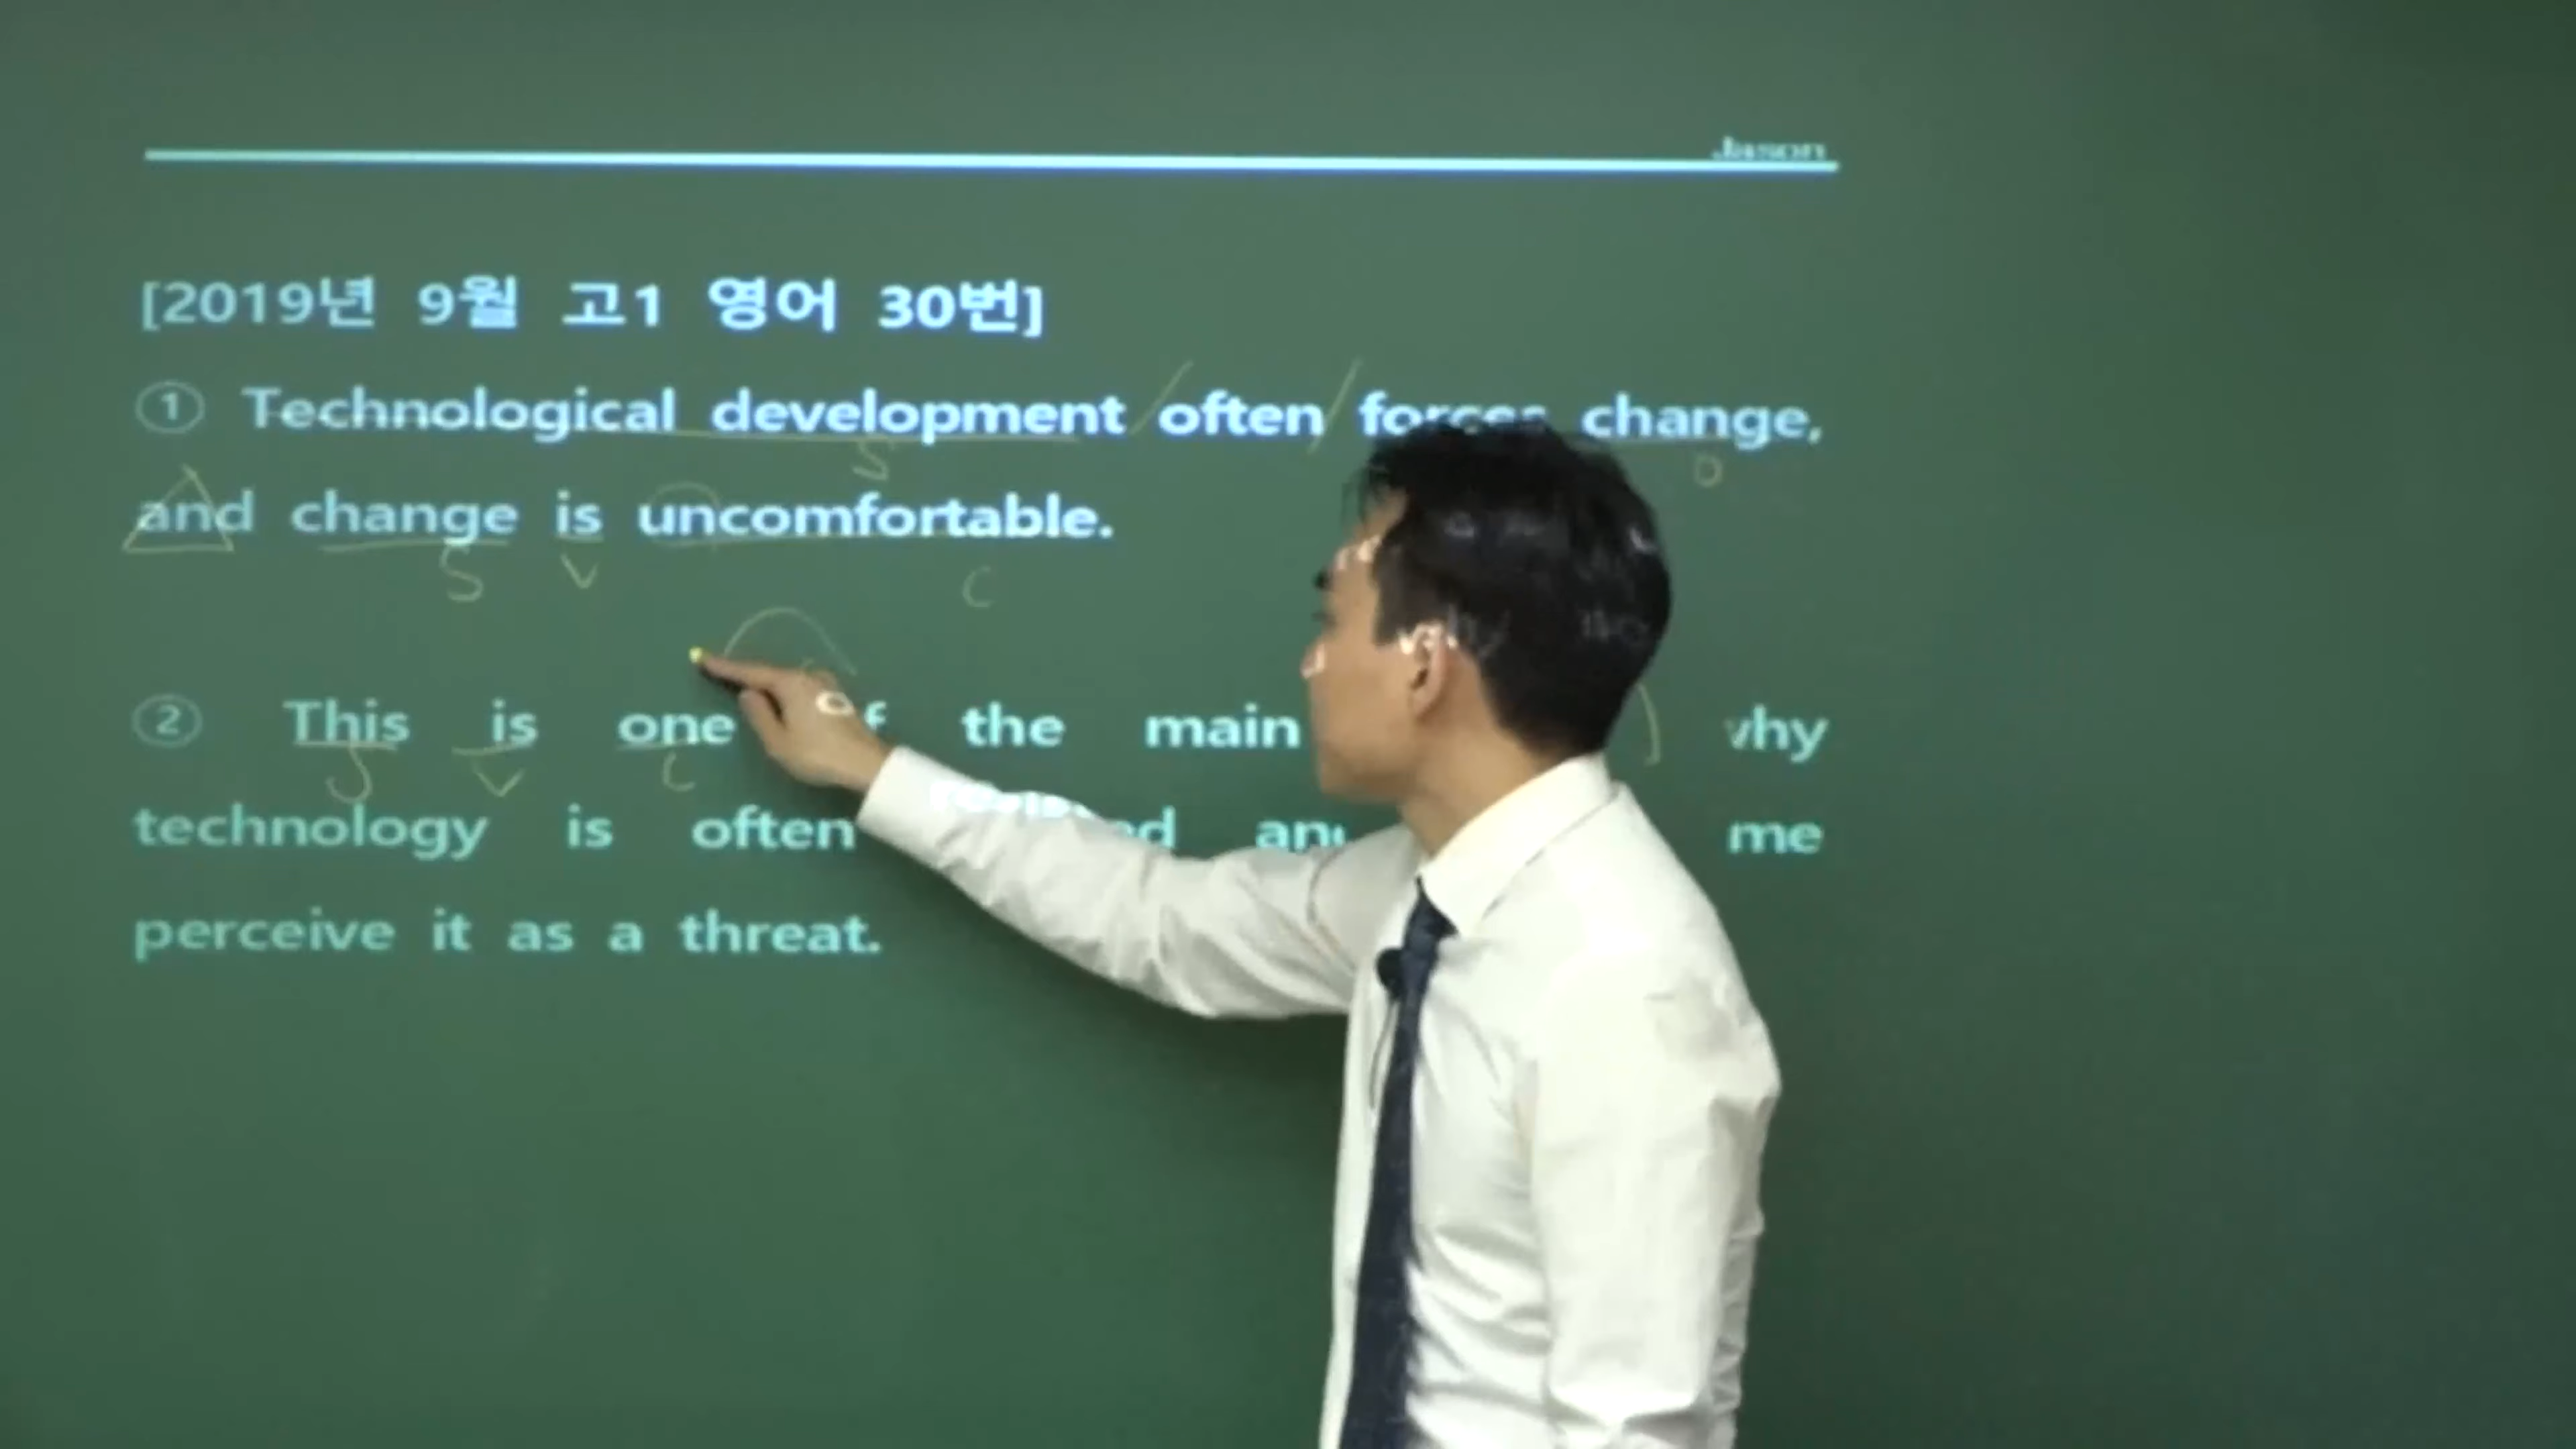 Jason
[2019년 9월 고1 영어 30번]
① Technological development often forces change,
S O
and change is uncomfortable.
S V C
② This is one of the main why
S V C
technology is often and me
perceive it as a threat.